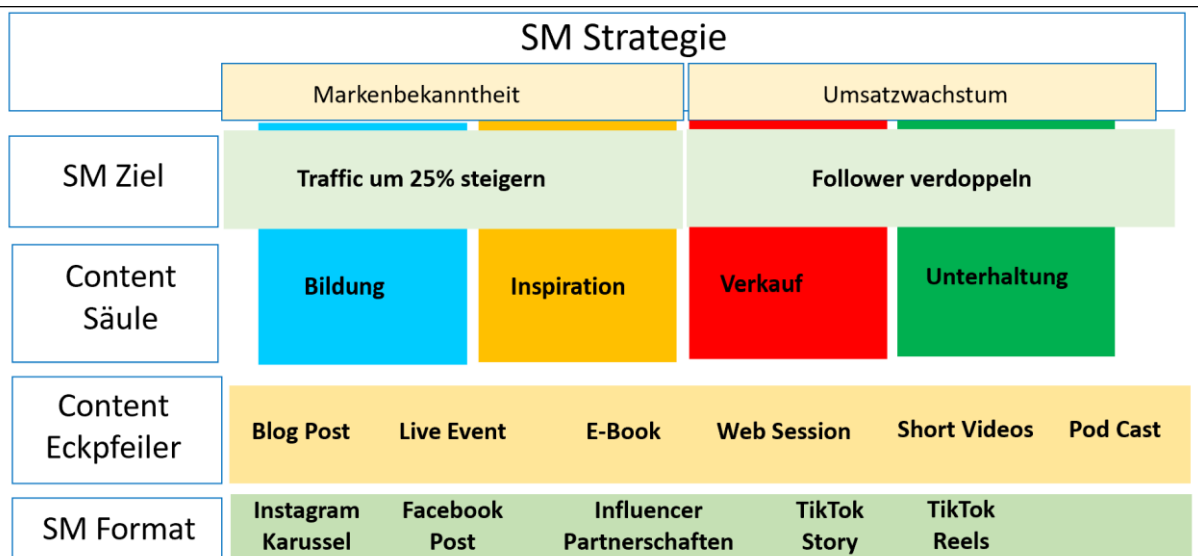 SM Strategie
Markenbekanntheit
Umsatzwachstum
SM Ziel
Traffic um 25% steigern
Follower verdoppeln
Content
Säule
Bildung
Inspiration
Verkauf
Unterhaltung
Content
Eckpfeiler
Blog Post
Live Event
E-Book
Web Session
Short Videos
Pod Cast
SM Format
Instagram
Karussel
Facebook
Post
Influencer
Partnerschaften
TikTok
Story
TikTok
Reels